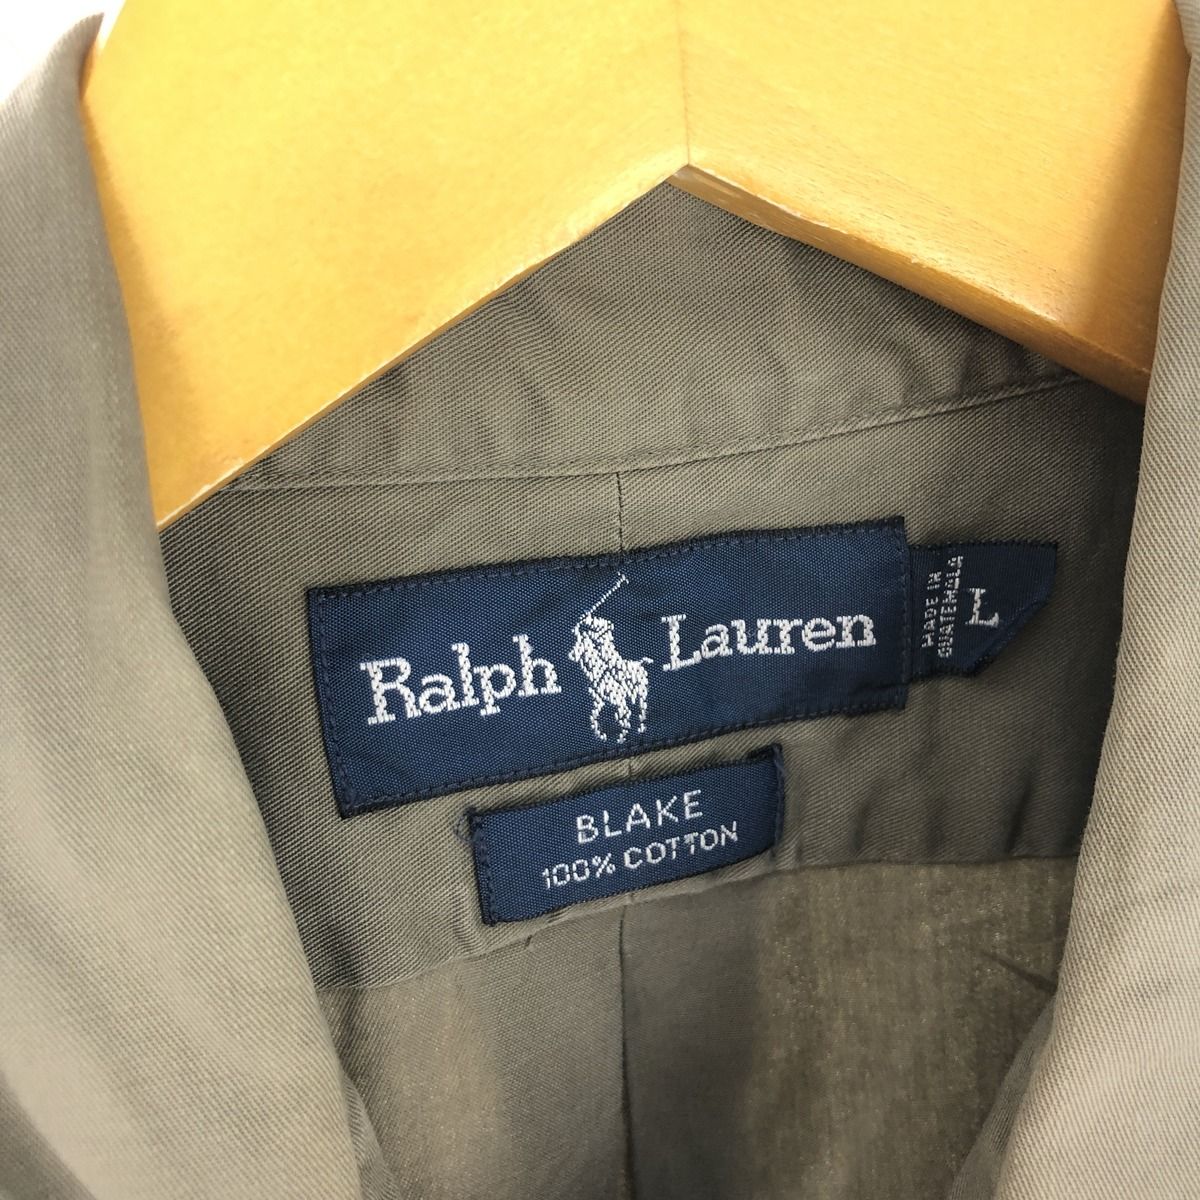 Ralph Lauren
MADE IN
GUATEMALA
L
BLAKE
100% COTTON